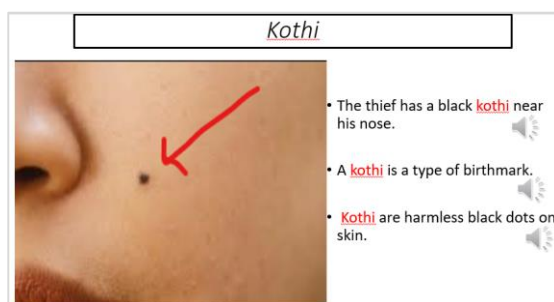 Kothi
• The thief has a black kothi near
his nose.
• A kothi is a type of birthmark.
• Kothi are harmless black dots on
skin.